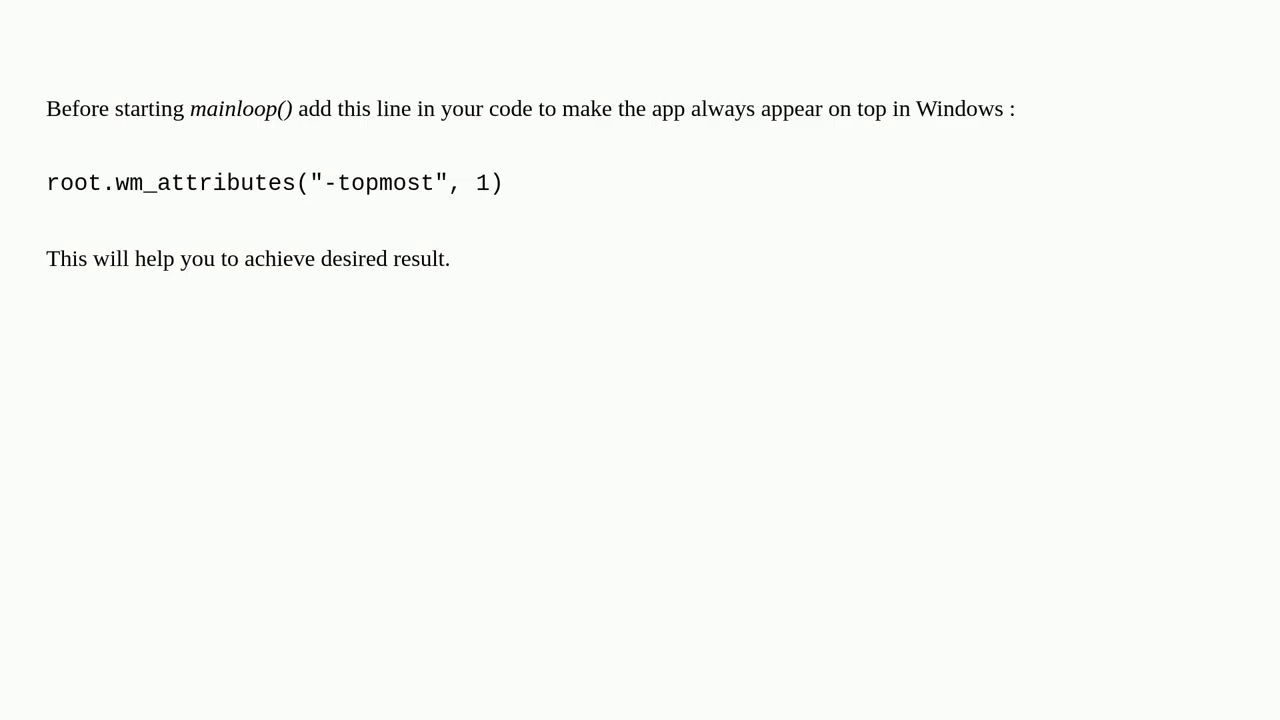 Before starting mainloop() add this line in your code to make the app always appear on top in Windows :
root.wm_attributes("-topmost", 1)
This will help you to achieve desired result.